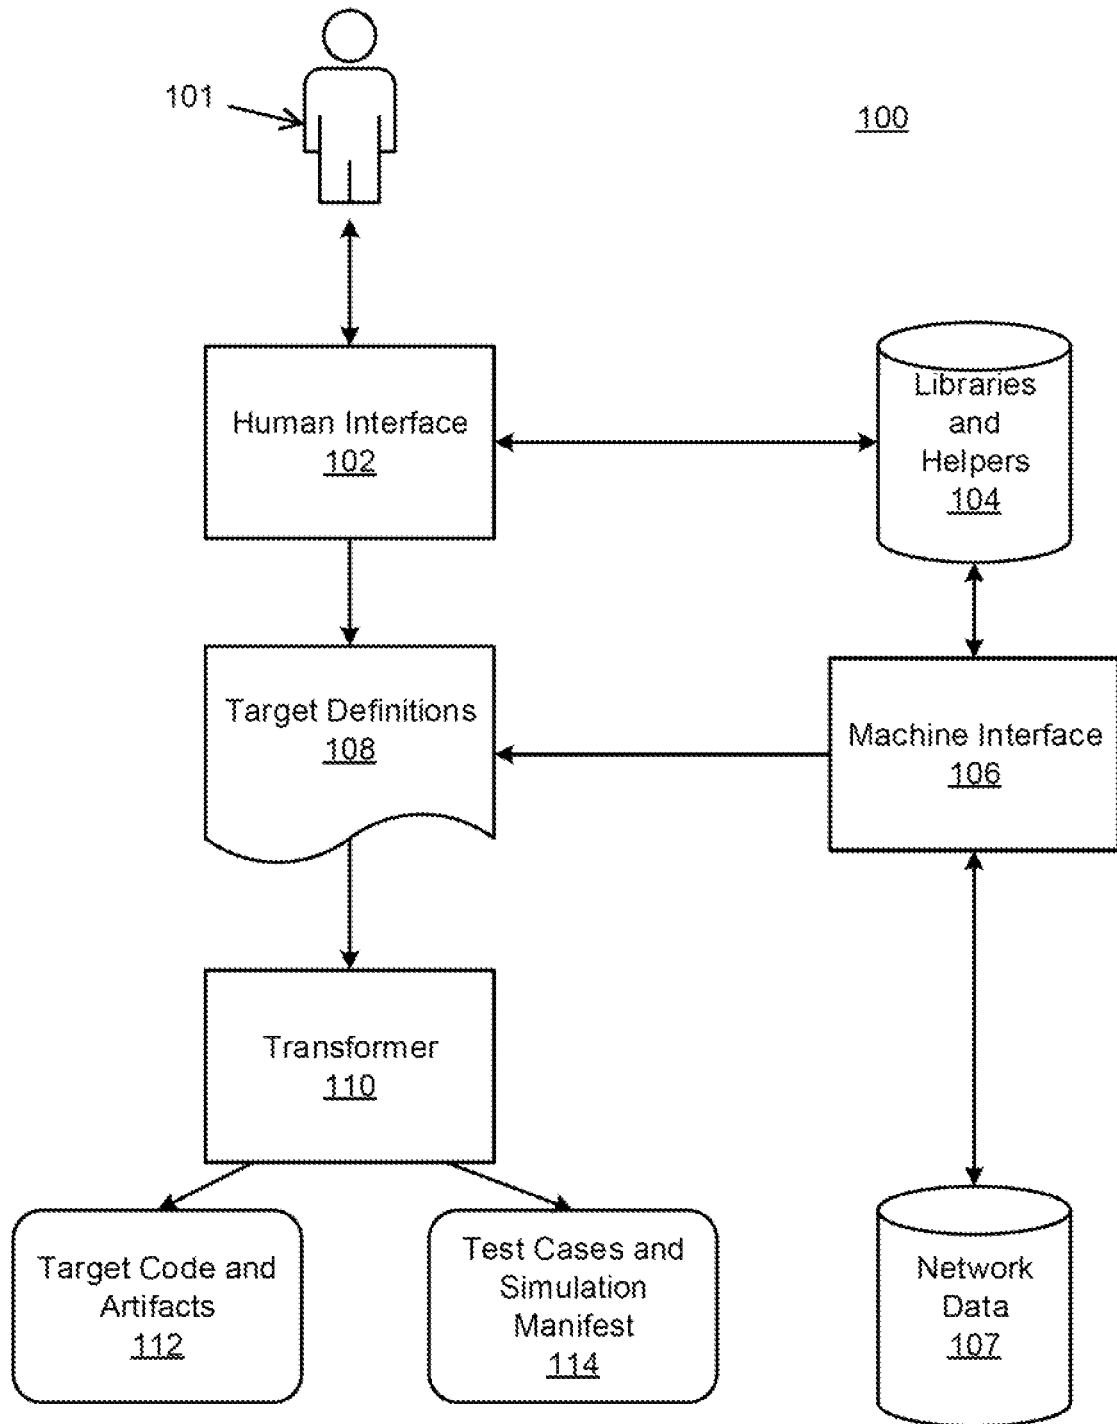 101
100
Human Interface
102
Libraries
and
Helpers
104
Target Definitions
108
Machine Interface
106
Transformer
110
Target Code and
Artifacts
112
Test Cases and
Simulation
Manifest
114
Network
Data
107